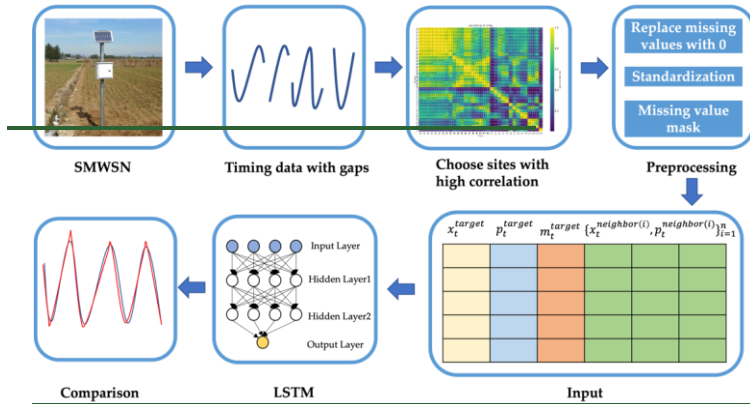 Replace missing
values with 0
Standardization
Missing value
mask
SMWSN
Timing data with gaps
Choose sites with
high correlation
Preprocessing
x_t^{target} p_t^{target} m_t^{target} {x_t^{neighbor(i)}, p_t^{neighbor(i)}}_{i=1}^n
Input Layer
Hidden Layer1
Hidden Layer2
Output Layer
Comparison
LSTM
Input